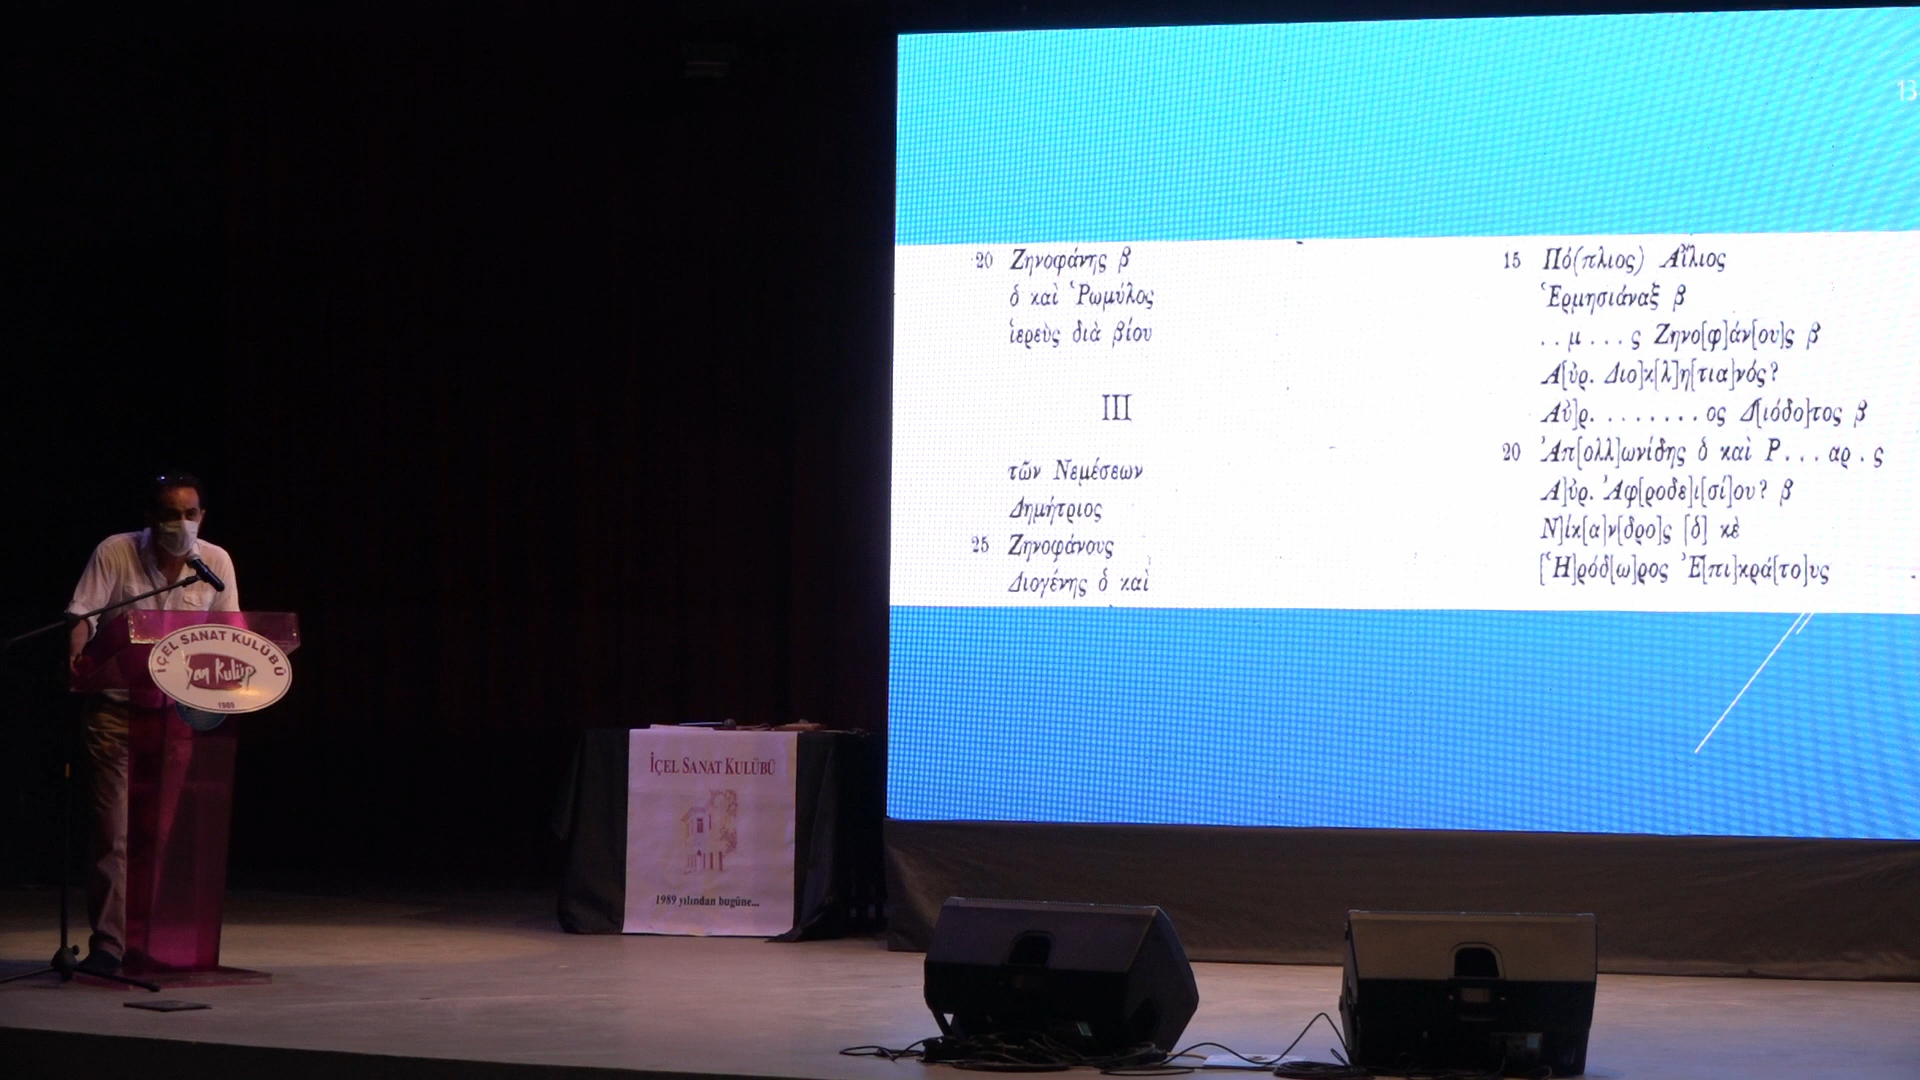 13
20 Ζηνοφάνης β
ὁ καὶ Ῥωμύλος
ἱερεὺς διὰ βίου
III
τῶν Νεμέσεων
Δημήτριος
25 Ζηνοφάνους
Διογένης ὁ καὶ
15 Πό(πλιος) Αἴλιος
Ἑρμησιάναξ β
. . μ . . . ς Ζηνο[φ]άν[ου]ς β
Α[ὐρ. Διο]κ[λ]η[τια]νός?
Αὐ]ρ. . . . . . . . ος Δ[ιόδο]τος β
20 Ἀπ[ολλ]ωνίδης ὁ καὶ Ρ . . . αρ . ς
Α]ὐρ. Ἀφ[ροδε]ι[σί]ου? β
Ν]ίκ[α]ν[δρο]ς [ὁ] κὲ
[Ἡ]ρόδ[ω]ρος Ἐ[πι]κρά[το]υς
İÇEL SANAT KULÜBÜ
Sanat Kulüp
1989
İÇEL SANAT KULÜBÜ
1989 yılından bugüne...